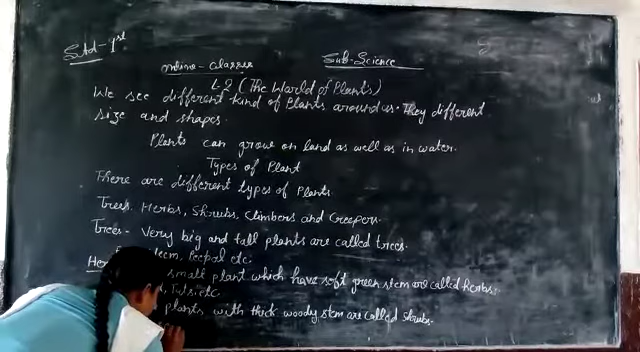 Std-1st
Online-Classes Sub-Science
L-2 (The World of Plants)
We see different kind of Plants around us. They different
size and shapes.
Plants can grow on land as well as in water.
Types of Plant
There are different types of Plants
Trees, Herbs, Shrubs, Climbers and Creepers.
Trees- Very big and tall plants are called trees.
Neem, Peepal etc.
small plant which have soft green stem are called herbs.
Tulsi etc.
plants with thick woody stem are called shrubs.